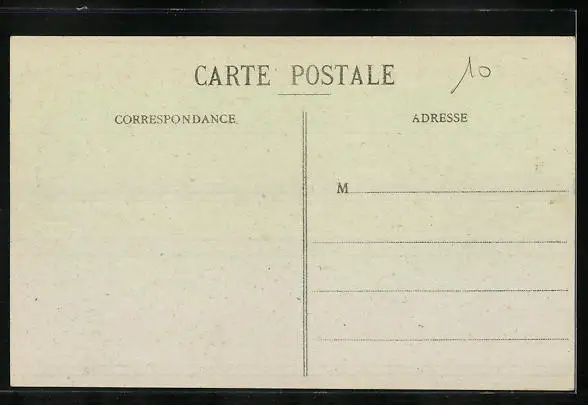 CARTE POSTALE
10
CORRESPONDANCE
ADRESSE
M